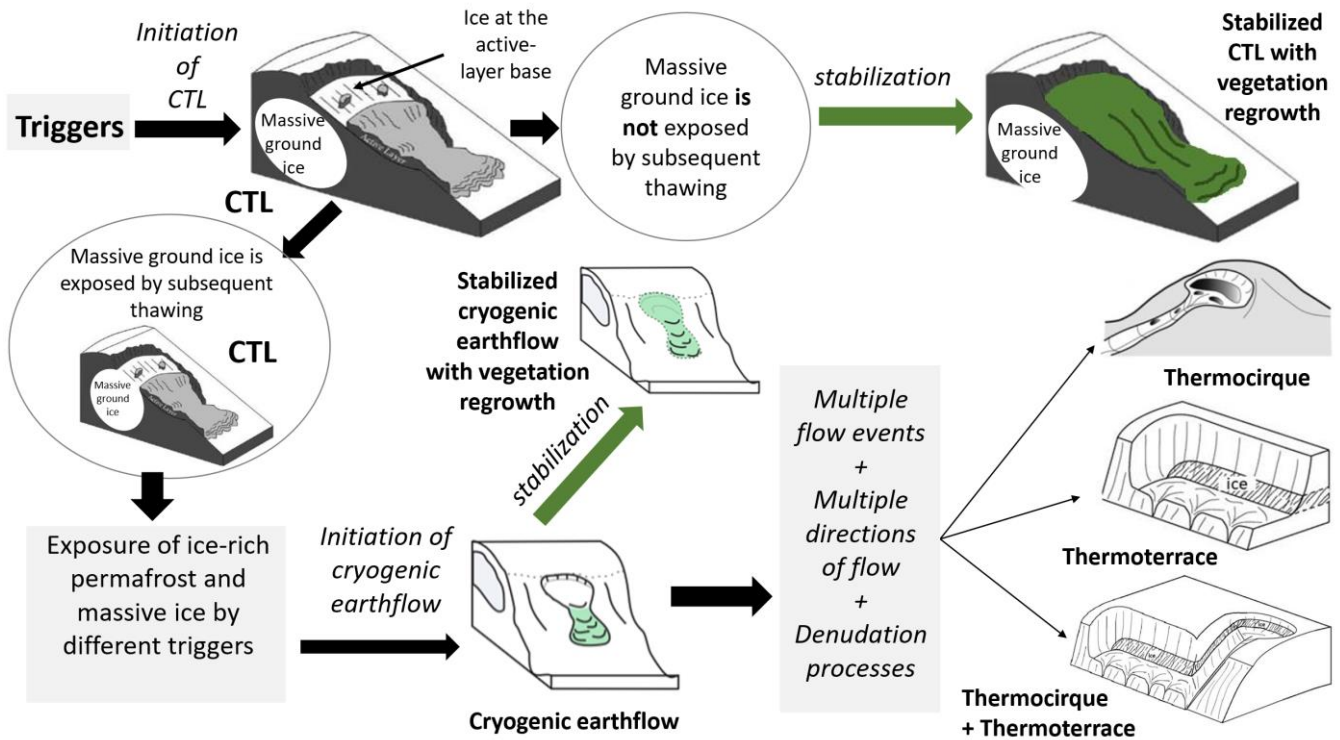 Triggers
Initiation
of
CTL
Ice at the
active-
layer base
Massive
ground
ice
Active Layer
CTL
Massive
ground ice is
not exposed
by subsequent
thawing
stabilization
Massive
ground
ice
Stabilized
CTL with
vegetation
regrowth
Massive ground ice is
exposed by subsequent
thawing
CTL
Massive
ground
ice
Active Layer
Exposure of ice-rich
permafrost and
massive ice by
different triggers
Initiation of
cryogenic
earthflow
Cryogenic earthflow
stabilization
Stabilized
cryogenic
earthflow
with vegetation
regrowth
Multiple
flow events
+
Multiple
directions
of flow
+
Denudation
processes
Thermocirque
ice
Thermoterrace
Thermocirque
+ Thermoterrace